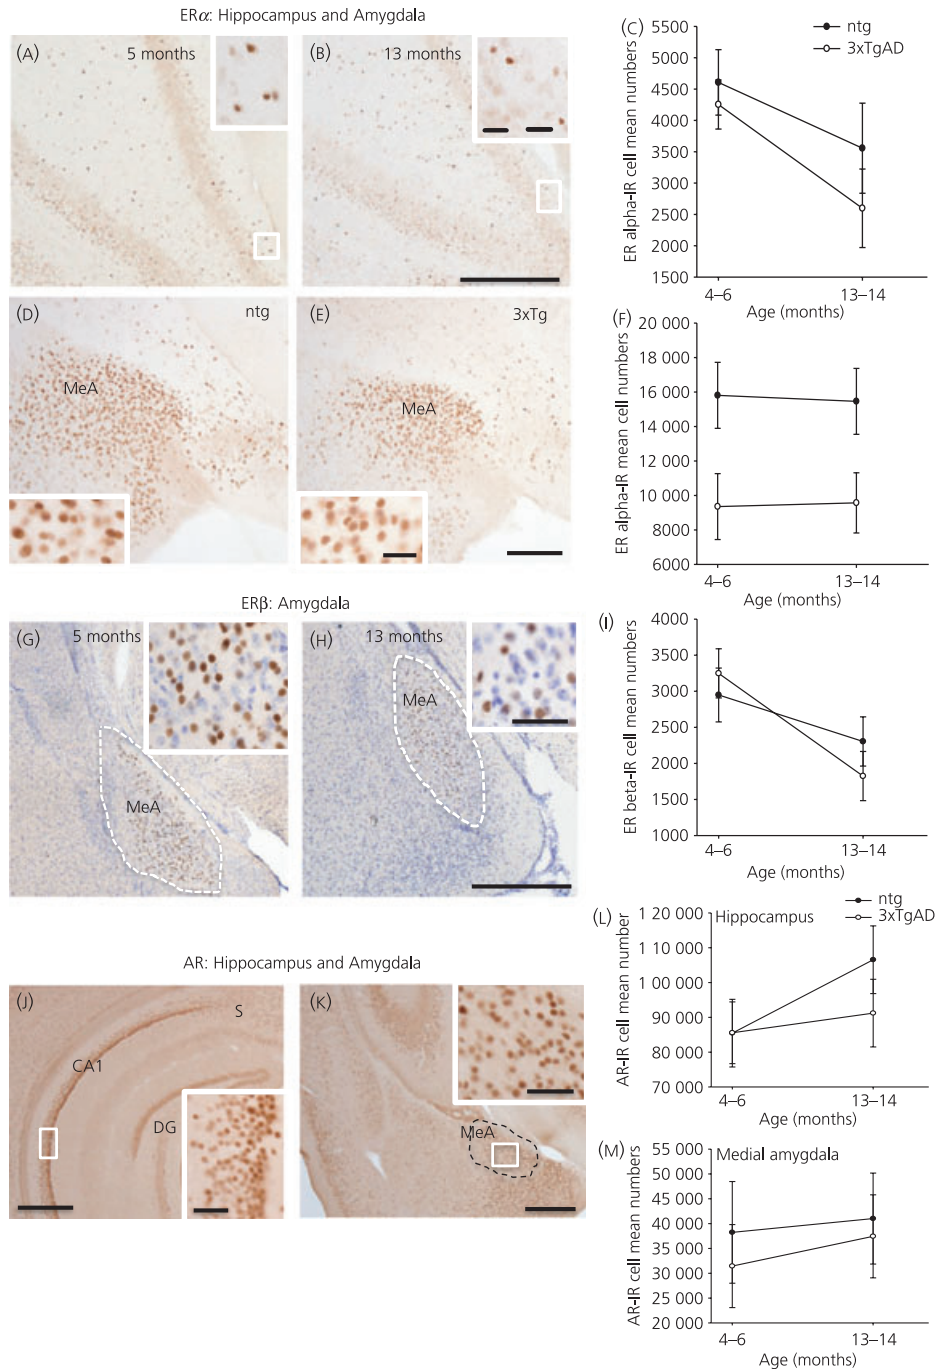 ERα: Hippocampus and Amygdala
(A) 5 months
(B) 13 months
(C)
ntg
3xTgAD
ER alpha-IR cell mean numbers
5500
5000
4500
4000
3500
3000
2500
2000
1500
4–6 13–14
Age (months)
(D) ntg
MeA
(E) 3xTg
MeA
(F)
ER alpha-IR mean cell numbers
20 000
18 000
16 000
14 000
12 000
10 000
8000
6000
4–6 13–14
Age (months)
ERβ: Amygdala
(G) 5 months
MeA
(H) 13 months
MeA
(I)
ER beta-IR cell mean numbers
4000
3500
3000
2500
2000
1500
1000
4–6 13–14
Age (months)
AR: Hippocampus and Amygdala
(J)
S
CA1
DG
(K)
MeA
(L) Hippocampus
ntg
3xTgAD
AR-IR cell mean number
1 20 000
110 000
100 000
90 000
80 000
70 000
4–6 13–14
Age (months)
(M) Medial amygdala
AR-IR cell mean numbers
55 000
50 000
45 000
40 000
35 000
30 000
25 000
20 000
4–6 13–14
Age (months)